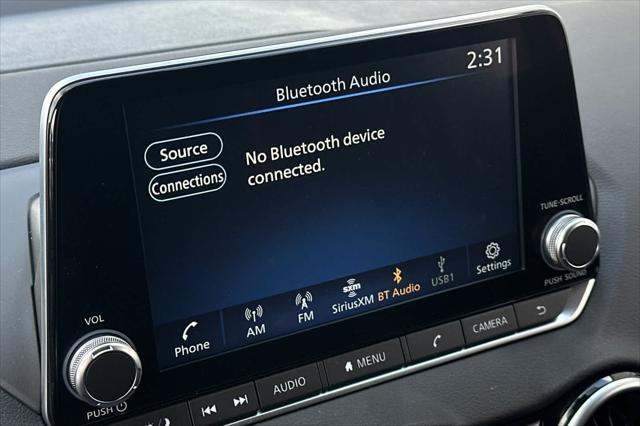 2:31
Bluetooth Audio
Source
No Bluetooth device
connected.
Connections
TUNE-SCROLL
PUSH SOUND
Phone
AM
FM
sxm
SiriusXM
BT Audio
USB1
Settings
VOL
PUSH
AUDIO
MENU
CAMERA